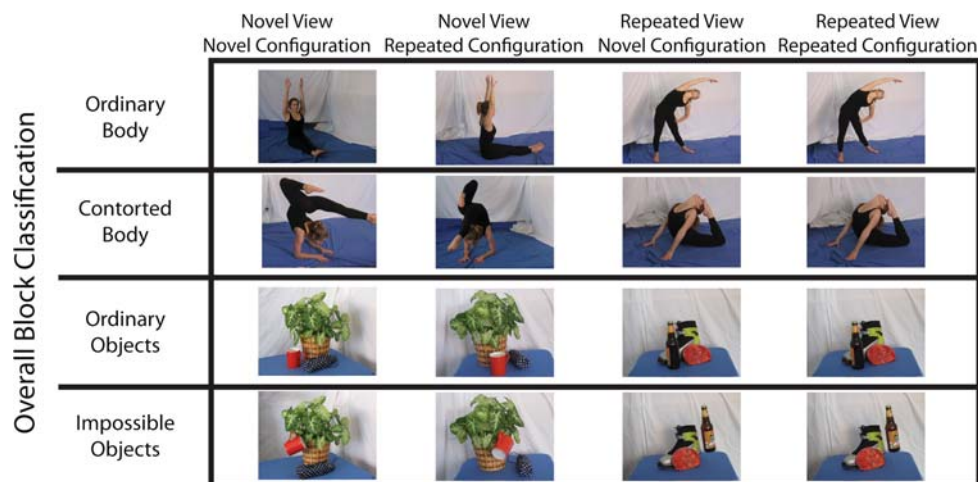 Novel View
Novel Configuration
Novel View
Repeated Configuration
Repeated View
Novel Configuration
Repeated View
Repeated Configuration
Overall Block Classification
Ordinary
Body
Contorted
Body
Ordinary
Objects
Impossible
Objects